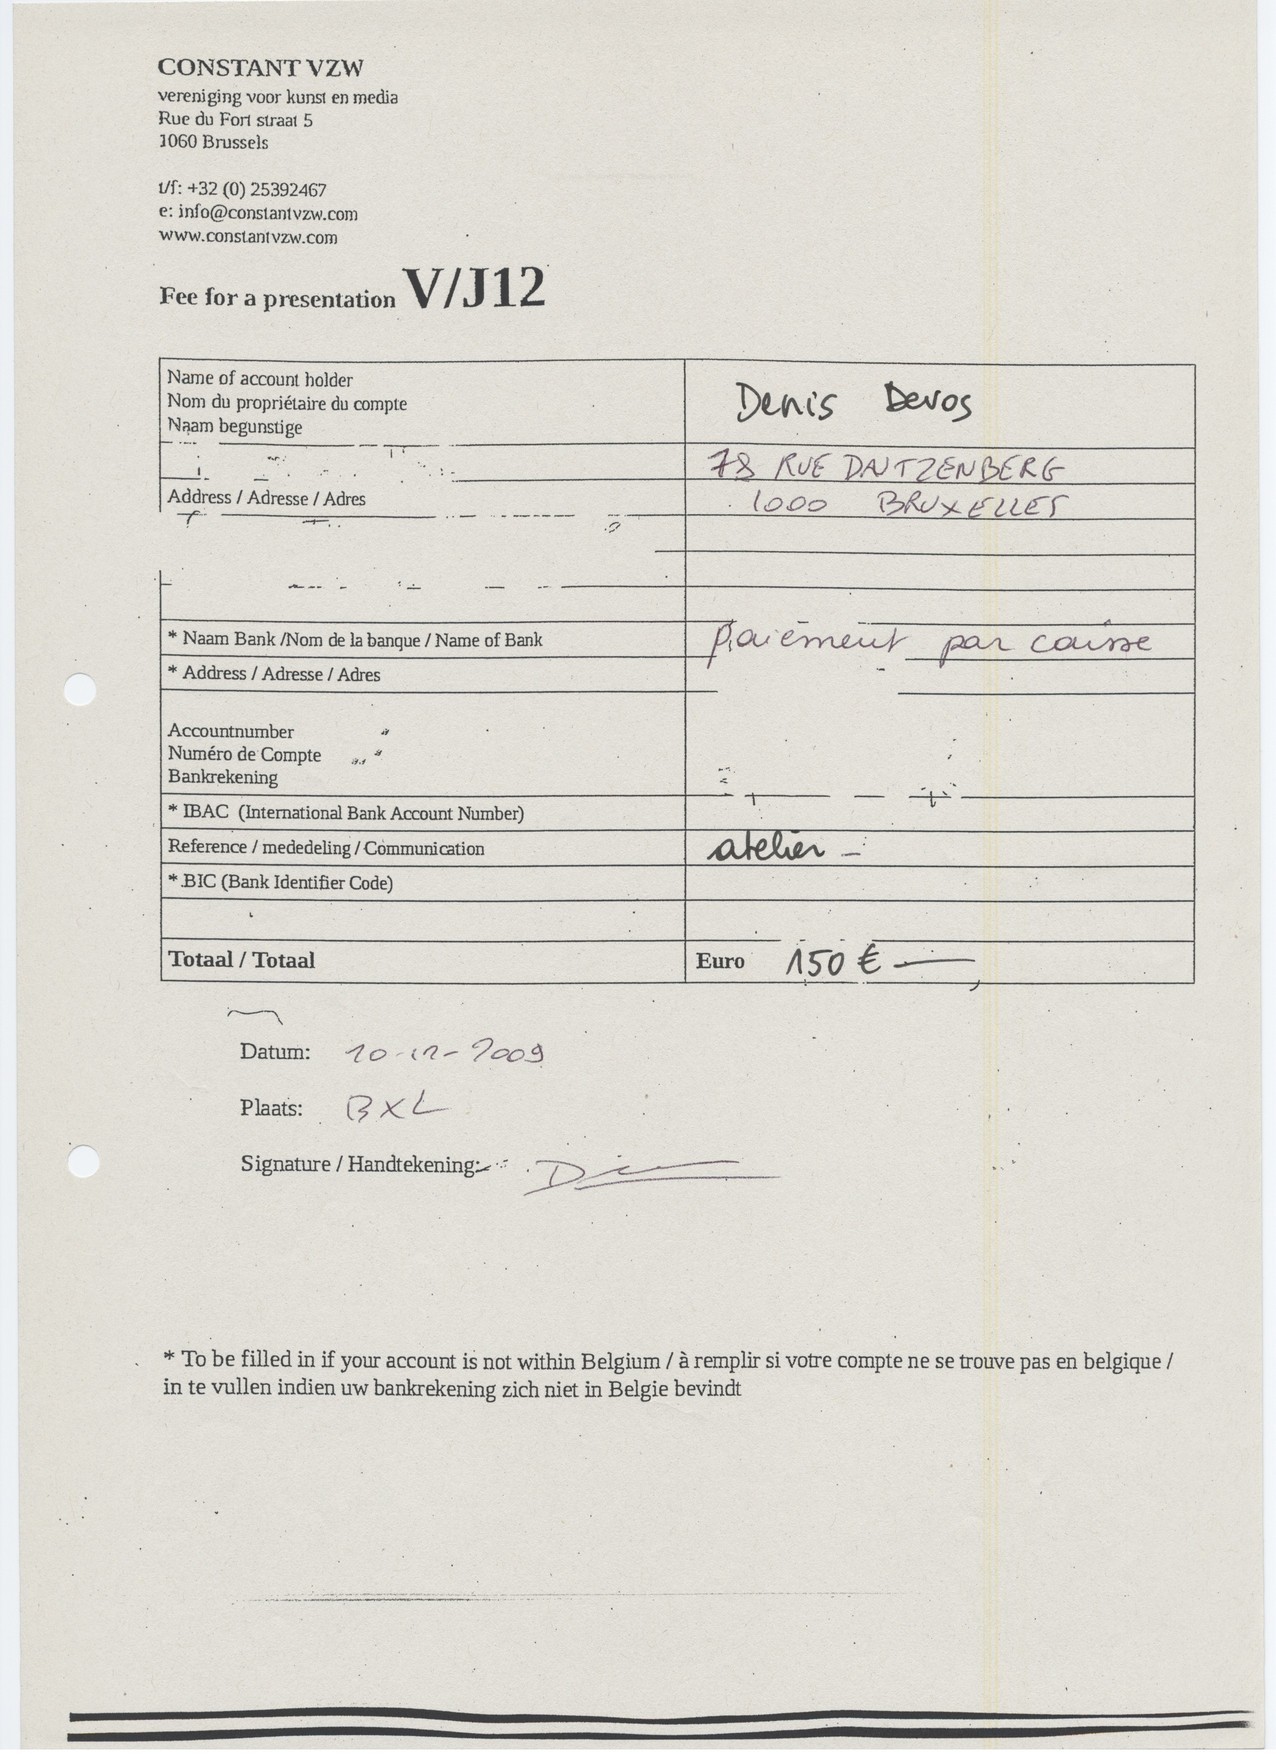 CONSTANT VZW
vereniging voor kunst en media
Rue du Fort straat 5
1060 Brussels
t/f: +32 (0) 25392467
e: info@constantvzw.com
www.constantvzw.com
Fee for a presentation V/J12
Name of account holder
Nom du propriétaire du compte
Naam begunstige
Denis Devos
78 RUE DAUTZENBERG
Address / Adresse / Adres
1000 BRUXELLES
* Naam Bank /Nom de la banque / Name of Bank
paiement par caisse
* Address / Adresse / Adres
Accountnumber
Numéro de Compte
Bankrekening
* IBAC (International Bank Account Number)
Reference / mededeling / Communication
atelier –
* BIC (Bank Identifier Code)
Totaal / Totaal
Euro 150 € —
Datum: 10-12-2009
Plaats: BXL
Signature / Handtekening:
* To be filled in if your account is not within Belgium / à remplir si votre compte ne se trouve pas en belgique /
in te vullen indien uw bankrekening zich niet in Belgie bevindt